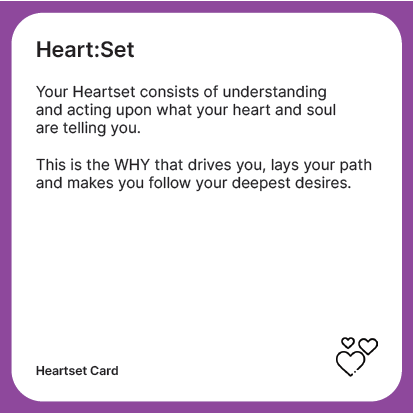 Heart:Set
Your Heartset consists of understanding
and acting upon what your heart and soul
are telling you.
This is the WHY that drives you, lays your path
and makes you follow your deepest desires.
Heartset Card